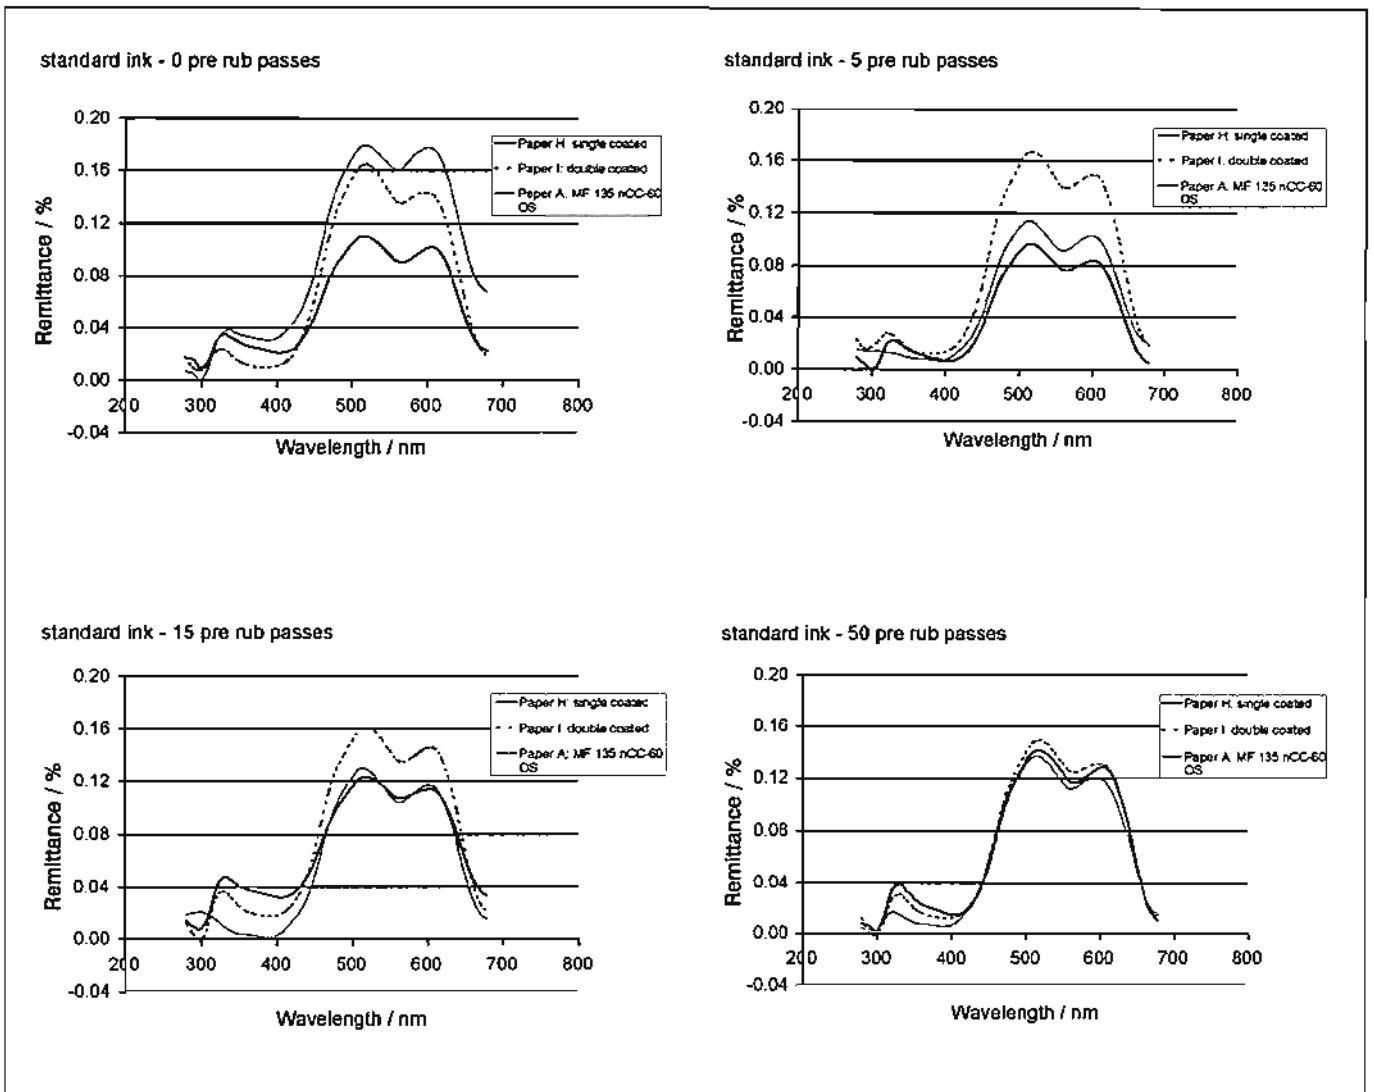 standard ink - 0 pre rub passes
0.20
0.16
0.12
0.08
0.04
0.00
-0.04
Remittance / %
200 300 400 500 600 700 800
Wavelength / nm
Paper H: single coated
Paper I: double coated
Paper A: MF 135 nCC-60
OS
standard ink - 5 pre rub passes
0.20
0.16
0.12
0.08
0.04
0.00
-0.04
Remittance / %
200 300 400 500 600 700 800
Wavelength / nm
Paper H: single coated
Paper I: double coated
Paper A: MF 135 nCC-60
OS
standard ink - 15 pre rub passes
0.20
0.16
0.12
0.08
0.04
0.00
-0.04
Remittance / %
200 300 400 500 600 700 800
Wavelength / nm
Paper H: single coated
Paper I: double coated
Paper A: MF 135 nCC-60
OS
standard ink - 50 pre rub passes
0.20
0.16
0.12
0.08
0.04
0.00
-0.04
Remittance / %
200 300 400 500 600 700 800
Wavelength / nm
Paper H: single coated
Paper I: double coated
Paper A: MF 135 nCC-60
OS